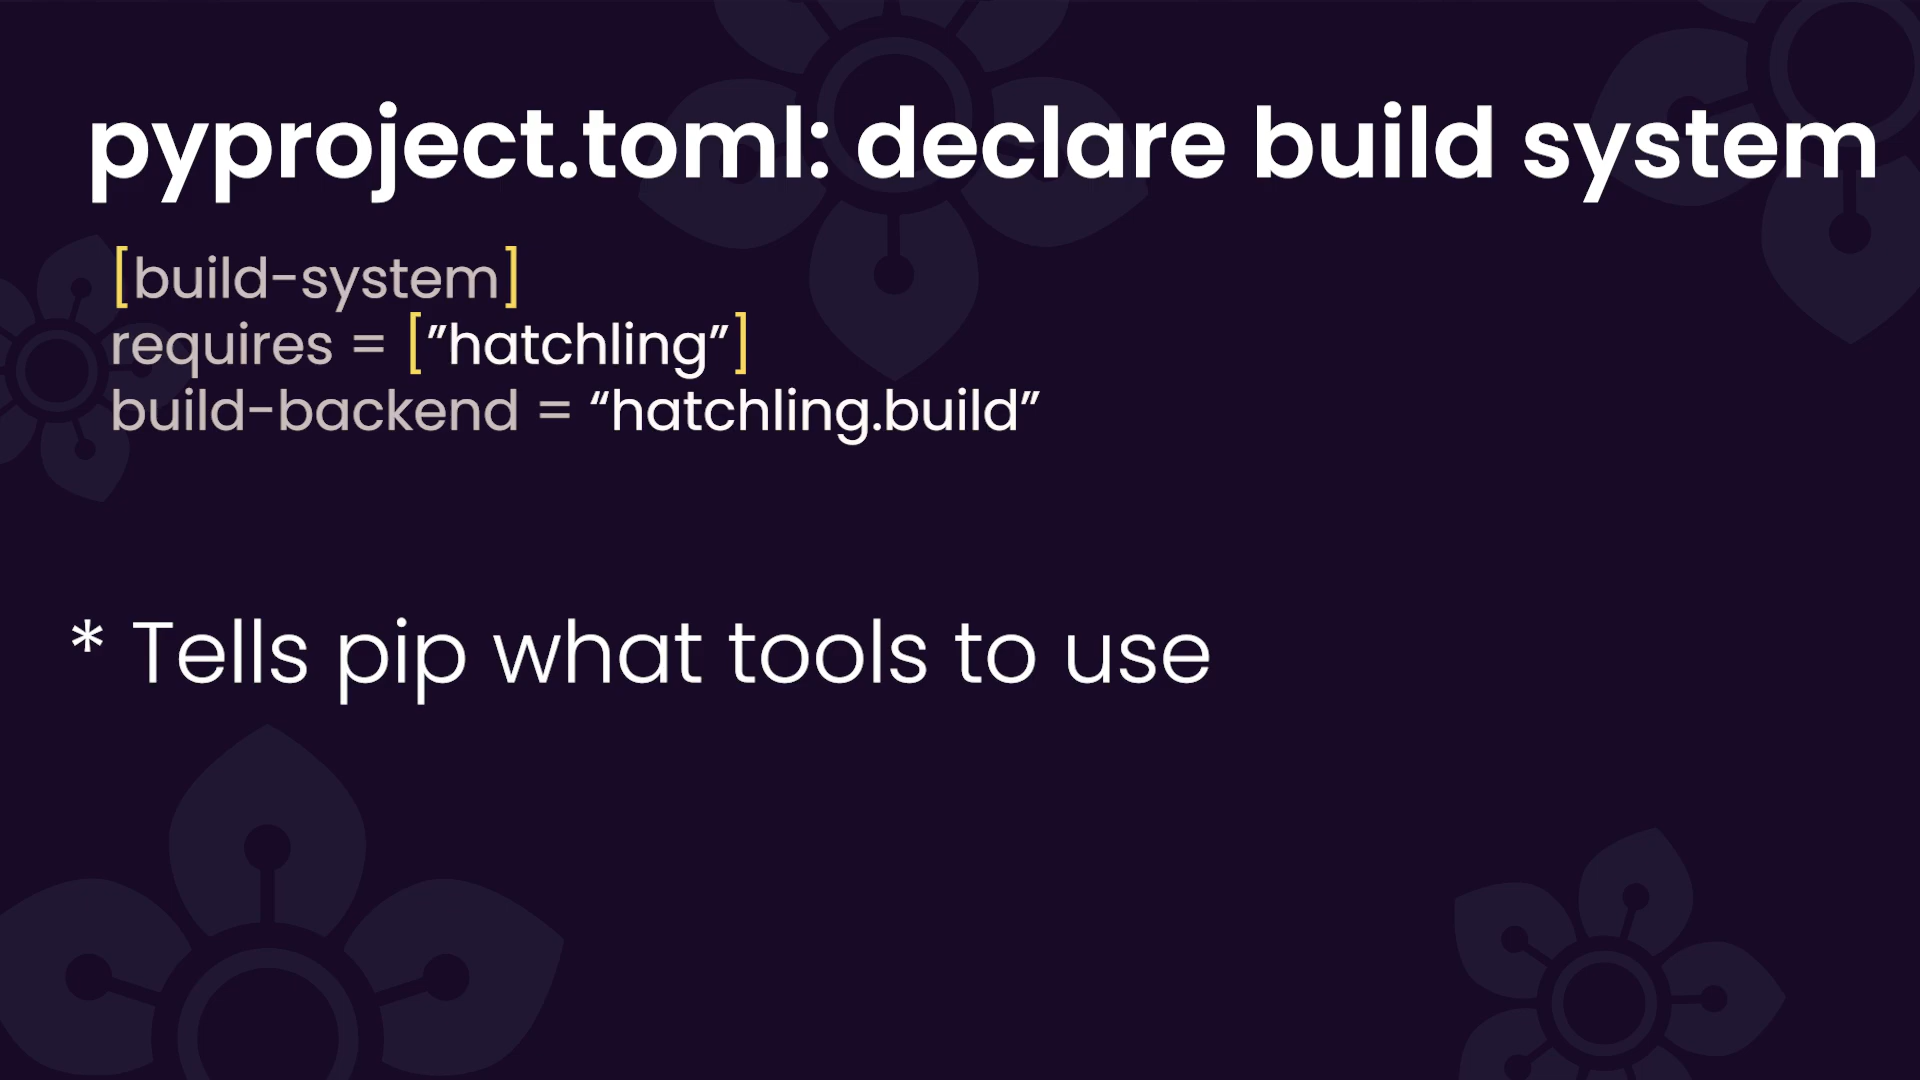 pyproject.toml: declare build system
[build-system]
requires = [”hatchling”]
build-backend = “hatchling.build”
* Tells pip what tools to use